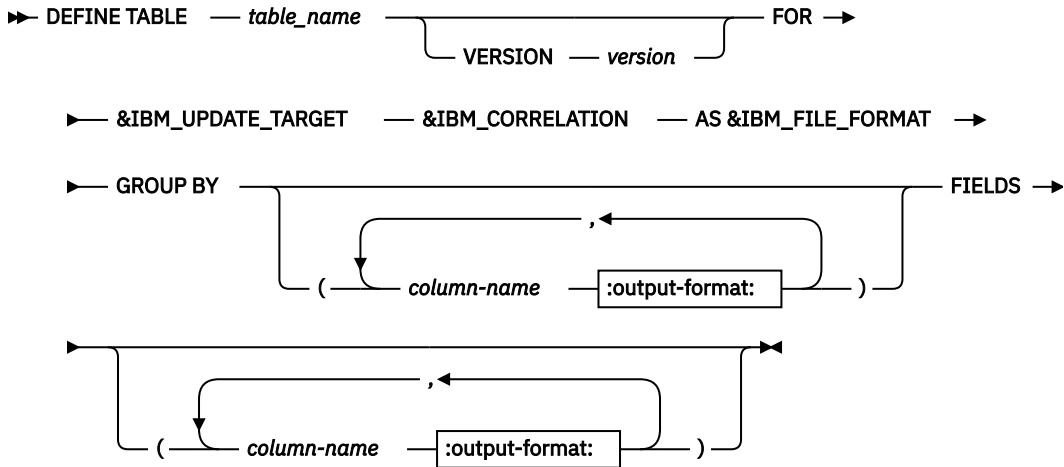 DEFINE TABLE table_name FOR
VERSION version
&IBM_UPDATE_TARGET &IBM_CORRELATION AS &IBM_FILE_FORMAT
GROUP BY FIELDS
,
( column-name :output-format: )
,
( column-name :output-format: )